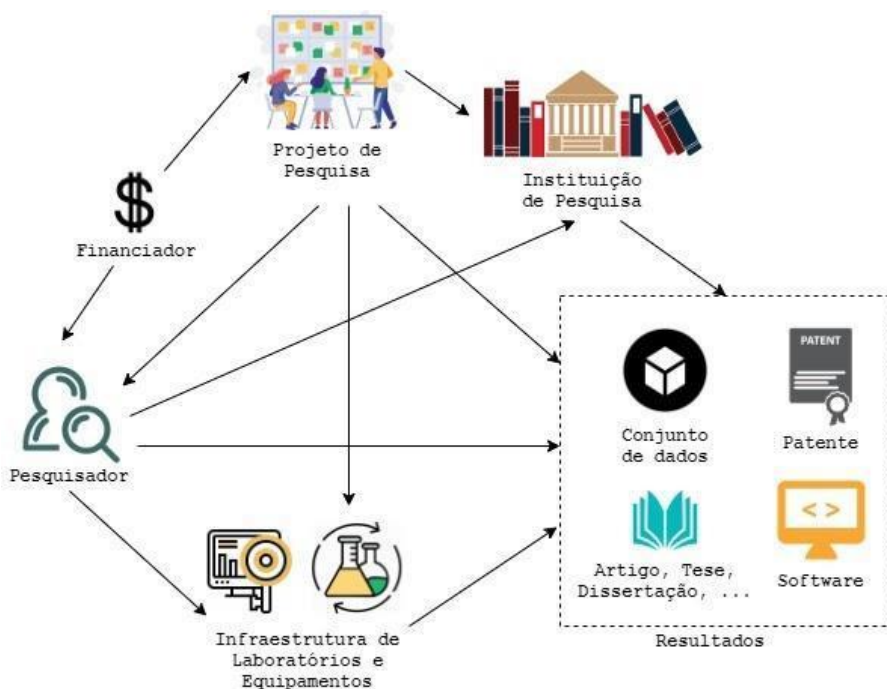 Projeto de
Pesquisa
Instituição
de Pesquisa
$
Financiador
PATENT
Conjunto
de dados
Patente
Pesquisador
< >
Artigo, Tese,
Dissertação, ...
Software
Infraestrutura de
Laboratórios e
Equipamentos
Resultados